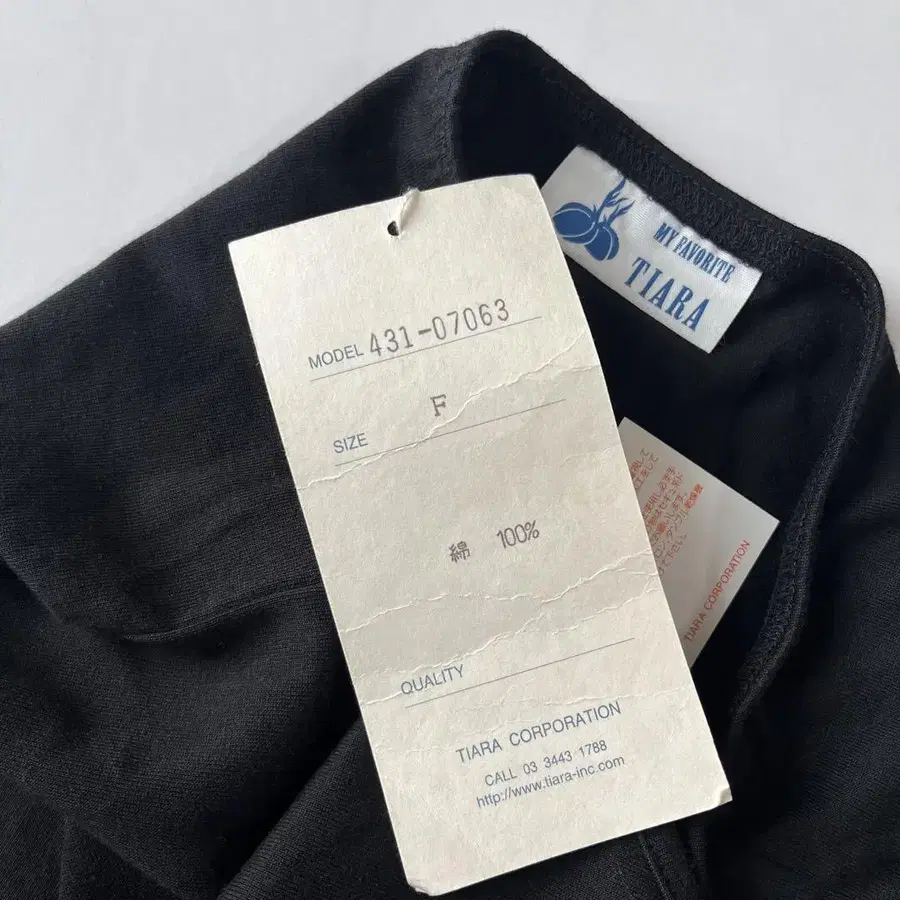 MY FAVORITE
TIARA
MODEL 431-07063
SIZE F
綿 100%
QUALITY
TIARA CORPORATION
CALL 03 3443 1788
http://www.tiara-inc.com
TIARA CORPORATION